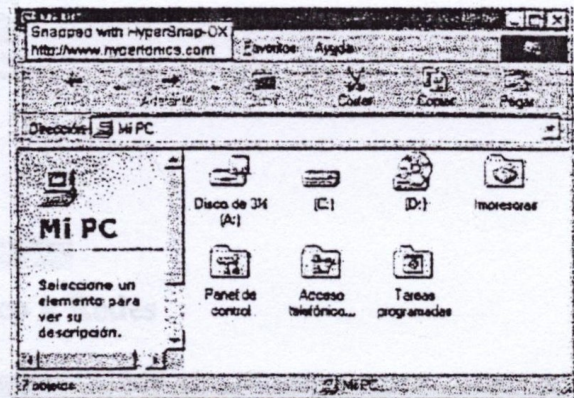 Snapped with HyperSnap-DX
http://www.hyperionics.com
Favoritos Ayuda
Adelante Cortar Copiar Pegar
Dirección Mi PC
Mi PC
Seleccione un
elemento para
ver su
descripción.
Disco de 3½
(A:)
(C:)
(D:)
Impresoras
Panel de
control
Acceso
telefónico...
Tareas
programadas
7 objetos
Mi PC